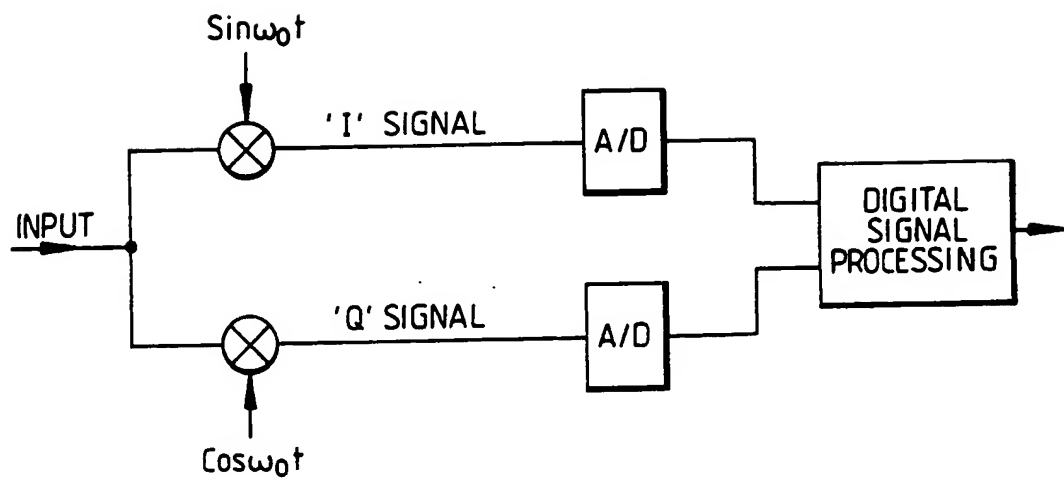 Sinω₀t
'I' SIGNAL
A/D
INPUT
DIGITAL
SIGNAL
PROCESSING
'Q' SIGNAL
A/D
Cosω₀t